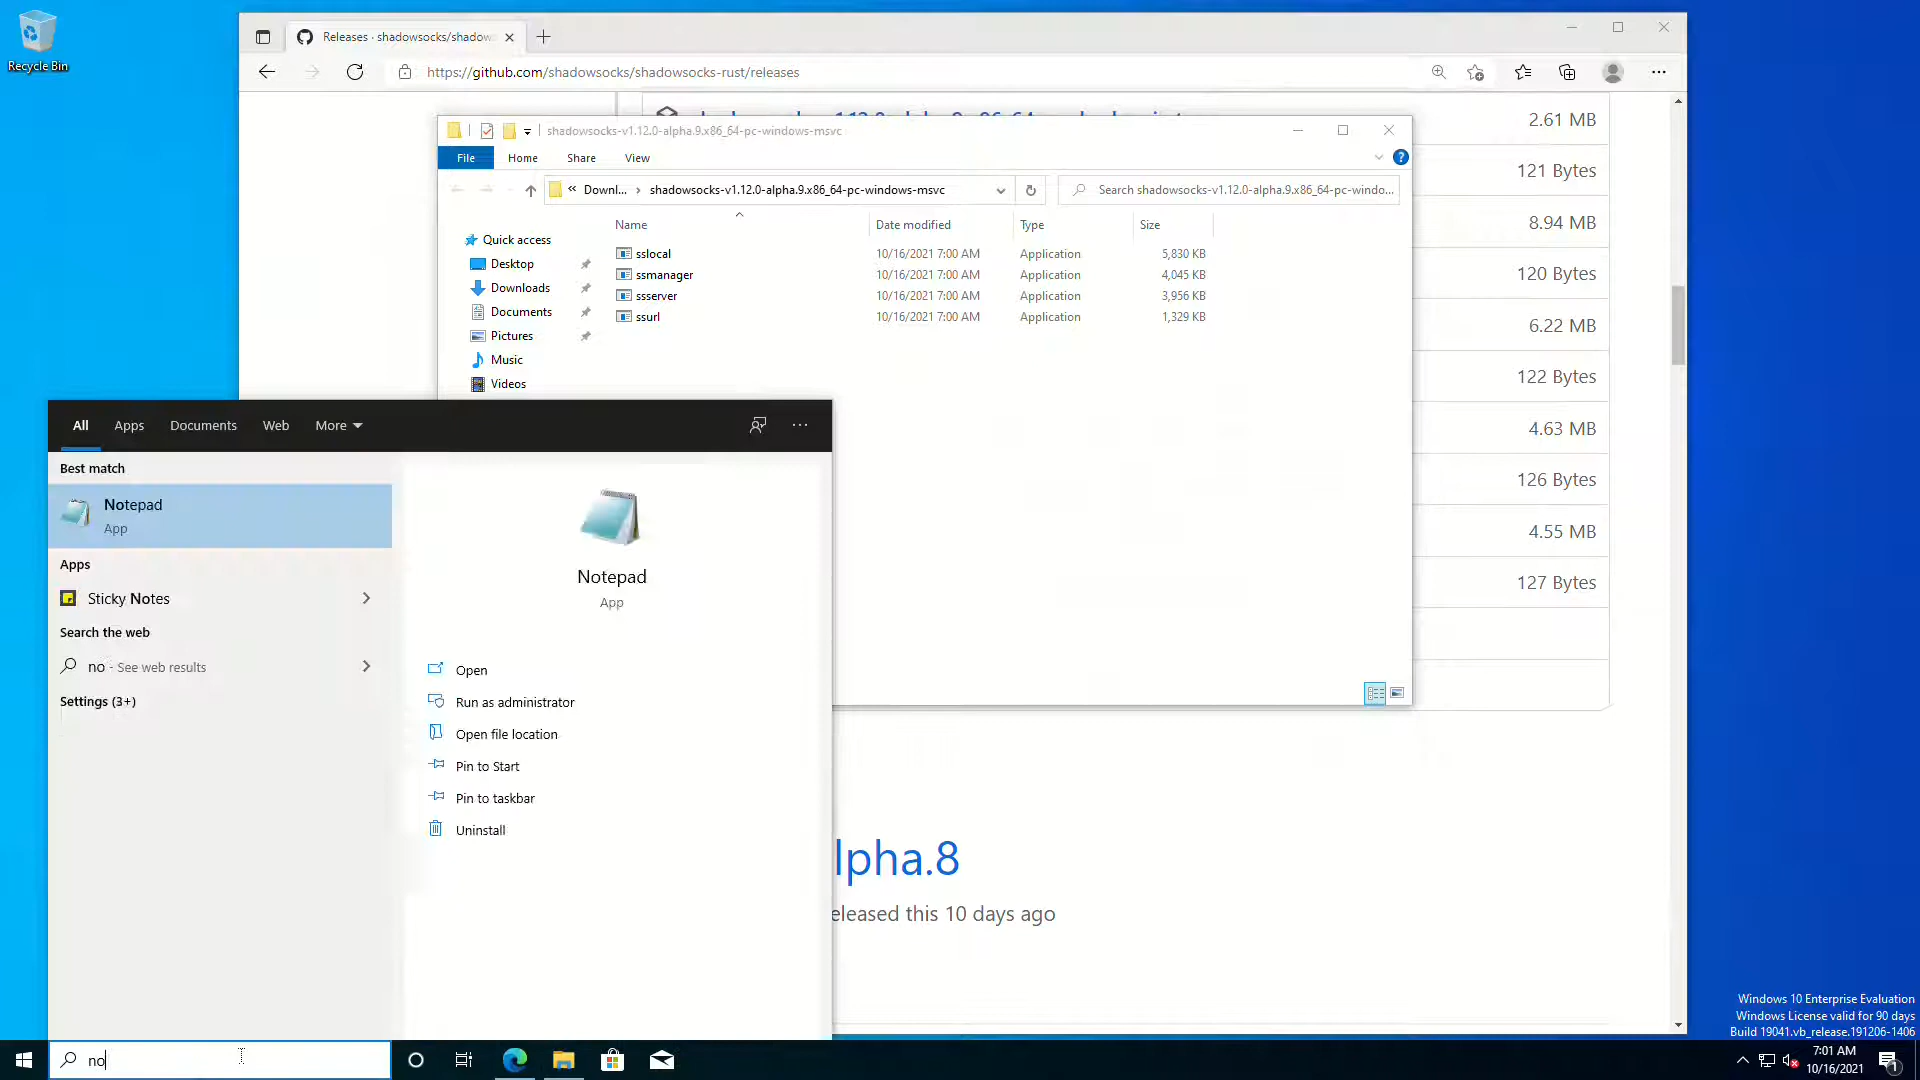 Recycle Bin
Releases · shadowsocks/shadow
https://github.com/shadowsocks/shadowsocks-rust/releases
2.61 MB
121 Bytes
8.94 MB
120 Bytes
6.22 MB
122 Bytes
4.63 MB
126 Bytes
4.55 MB
127 Bytes
shadowsocks-v1.12.0-alpha.9.x86_64-pc-windows-msvc
File Home Share View
« Downl... › shadowsocks-v1.12.0-alpha.9.x86_64-pc-windows-msvc
Search shadowsocks-v1.12.0-alpha.9.x86_64-pc-windo...
Name Date modified Type Size
sslocal 10/16/2021 7:00 AM Application 5,830 KB
ssmanager 10/16/2021 7:00 AM Application 4,045 KB
ssserver 10/16/2021 7:00 AM Application 3,956 KB
ssurl 10/16/2021 7:00 AM Application 1,329 KB
Quick access
Desktop
Downloads
Documents
Pictures
Music
Videos
All Apps Documents Web More
Best match
Notepad
App
Apps
Sticky Notes
Search the web
no - See web results
Settings (3+)
Notepad
App
Open
Run as administrator
Open file location
Pin to Start
Pin to taskbar
Uninstall
lpha.8
eleased this 10 days ago
Windows 10 Enterprise Evaluation
Windows License valid for 90 days
Build 19041.vb_release.191206-1406
no
7:01 AM
10/16/2021
1